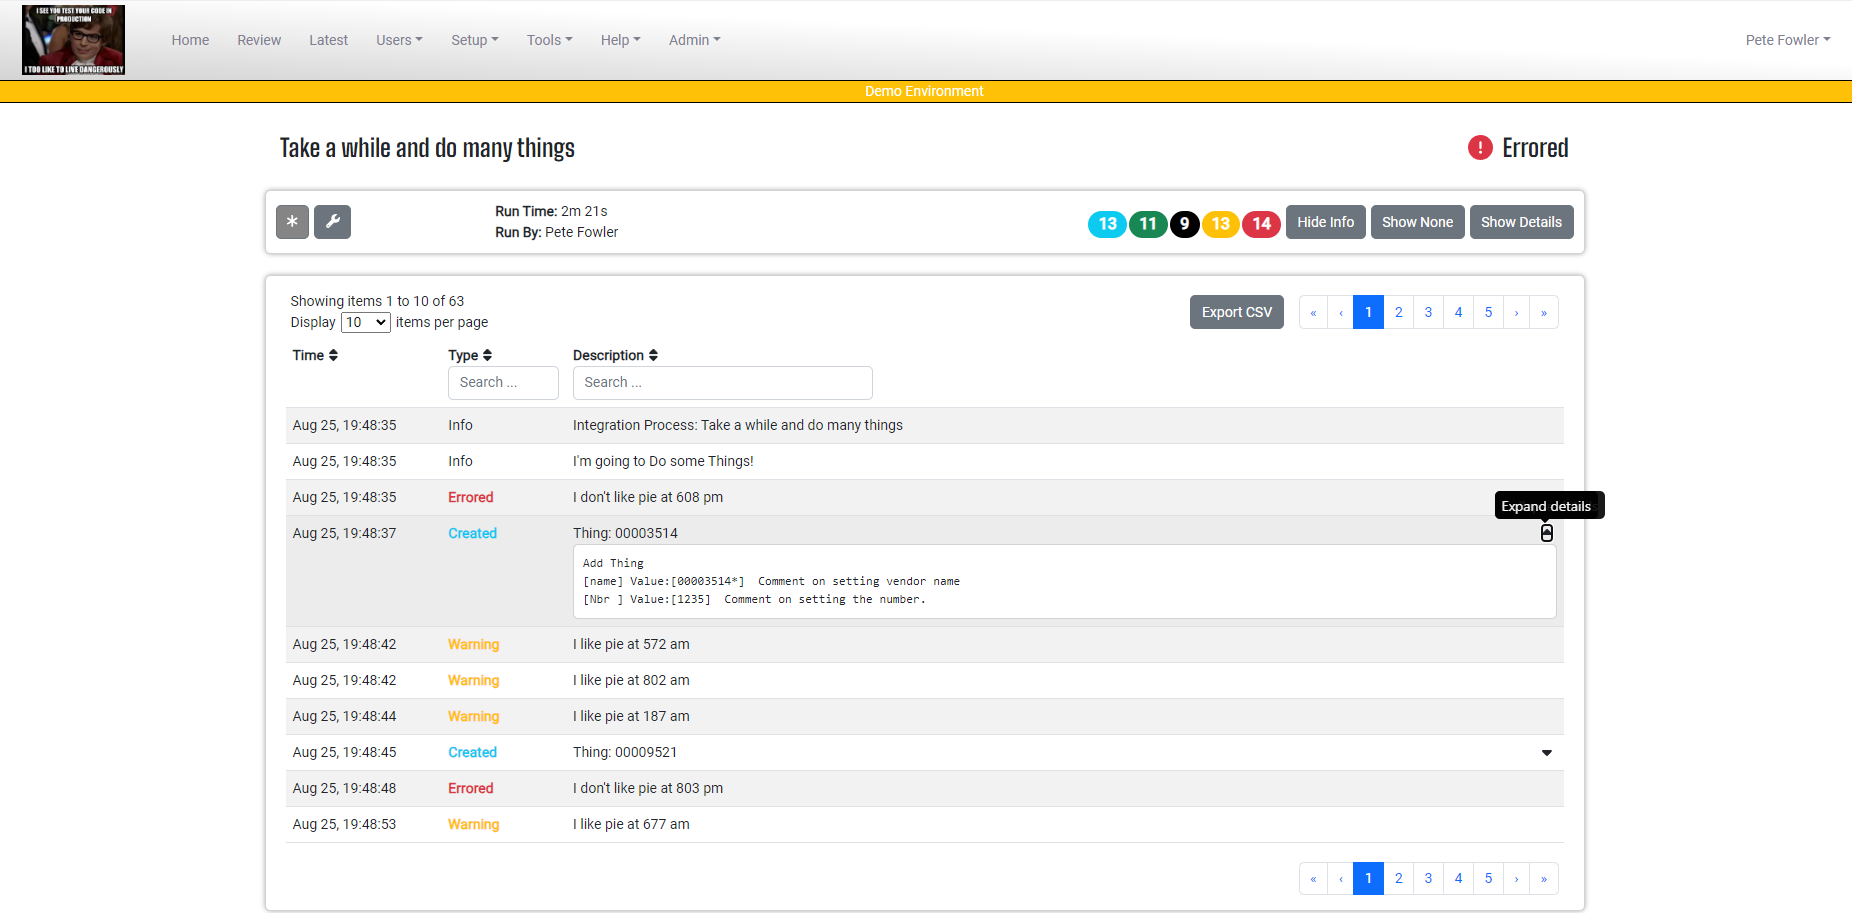 I SEE YOU TEST YOUR CODE IN
PRODUCTION
I TOO LIKE TO LIVE DANGEROUSLY
Home Review Latest Users Setup Tools Help Admin Pete Fowler
Demo Environment
Take a while and do many things
! Errored
Run Time: 2m 21s
Run By: Pete Fowler
13 11 9 13 14 Hide Info Show None Show Details
Showing items 1 to 10 of 63
Display 10 items per page
Export CSV « ‹ 1 2 3 4 5 › »
Time Type Description
Search ... Search ...
Aug 25, 19:48:35 Info Integration Process: Take a while and do many things
Aug 25, 19:48:35 Info I'm going to Do some Things!
Aug 25, 19:48:35 Errored I don't like pie at 608 pm
Expand details
Aug 25, 19:48:37 Created Thing: 00003514
Add Thing
[name] Value:[00003514*]  Comment on setting vendor name
[Nbr ] Value:[1235]  Comment on setting the number.
Aug 25, 19:48:42 Warning I like pie at 572 am
Aug 25, 19:48:42 Warning I like pie at 802 am
Aug 25, 19:48:44 Warning I like pie at 187 am
Aug 25, 19:48:45 Created Thing: 00009521
Aug 25, 19:48:48 Errored I don't like pie at 803 pm
Aug 25, 19:48:53 Warning I like pie at 677 am
« ‹ 1 2 3 4 5 › »